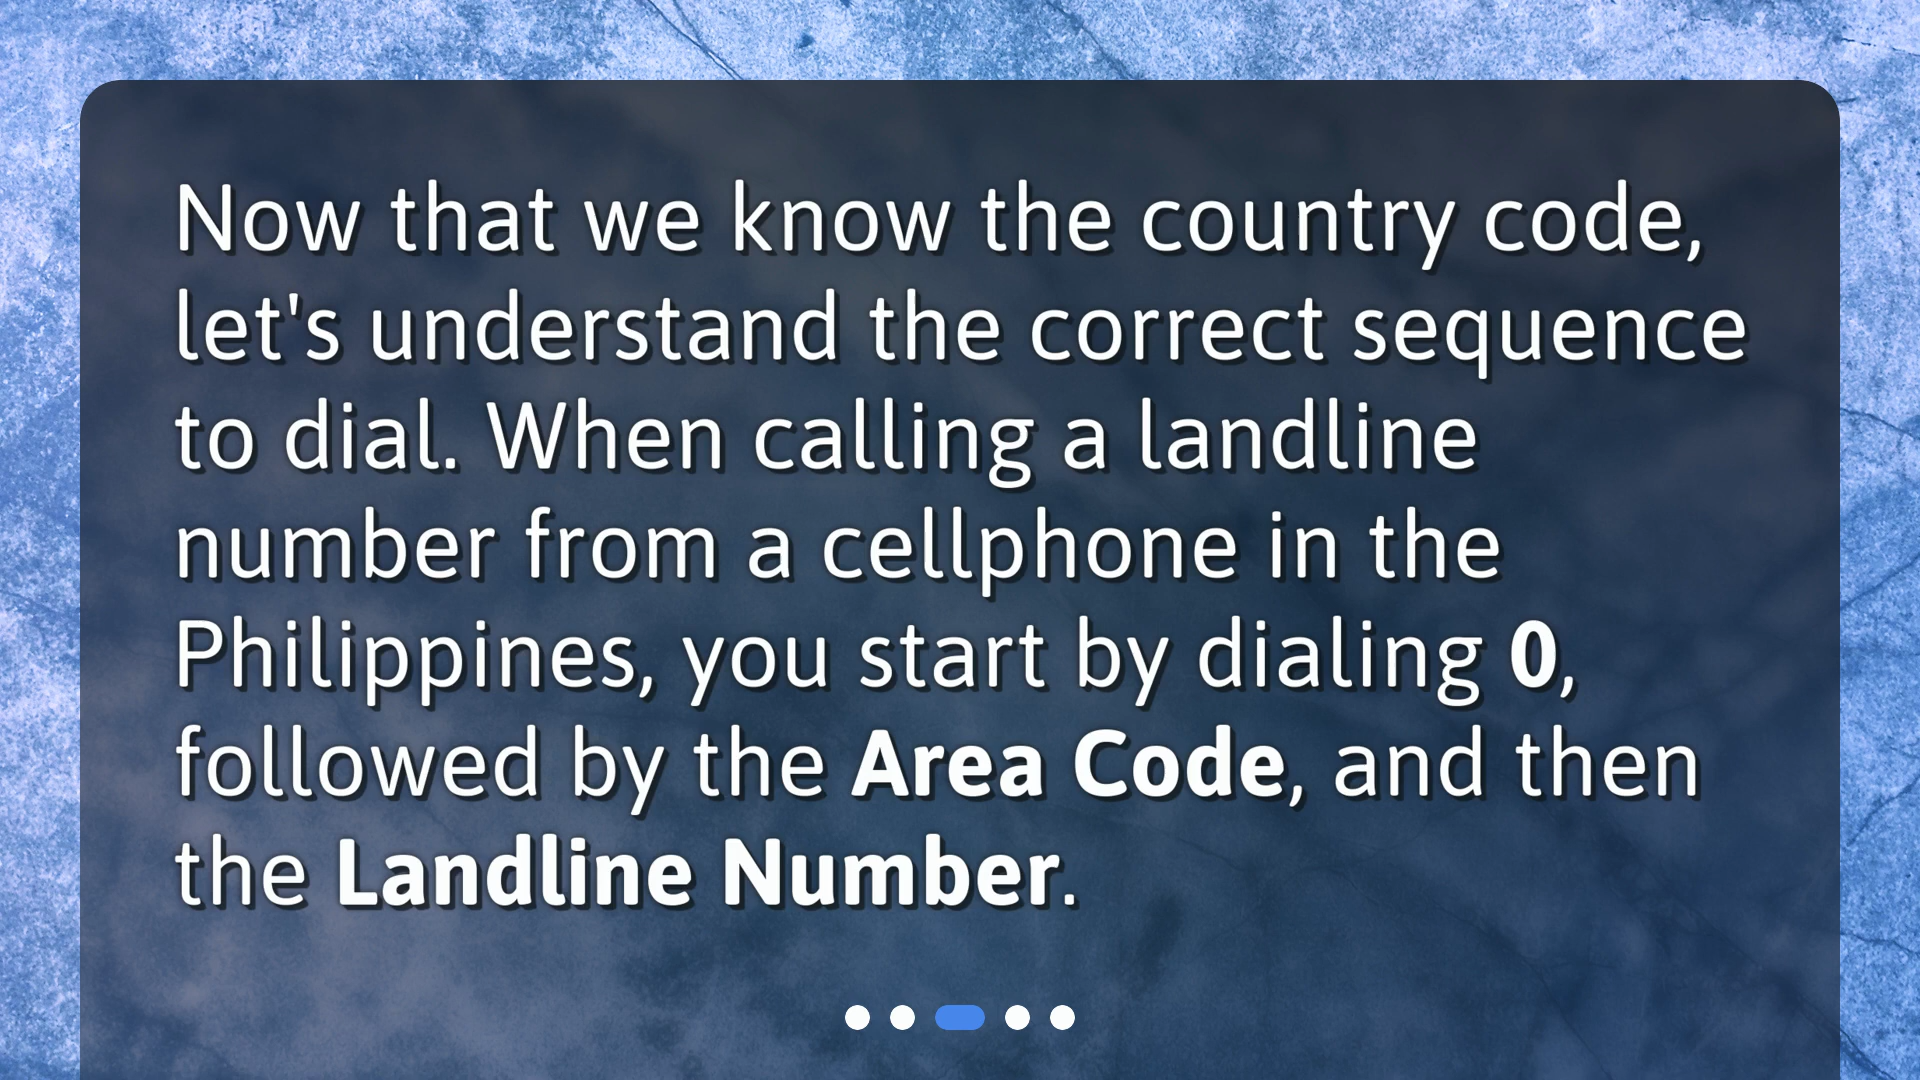 Now that we know the country code,
let's understand the correct sequence
to dial. When calling a landline
number from a cellphone in the
Philippines, you start by dialing 0,
followed by the Area Code, and then
the Landline Number.